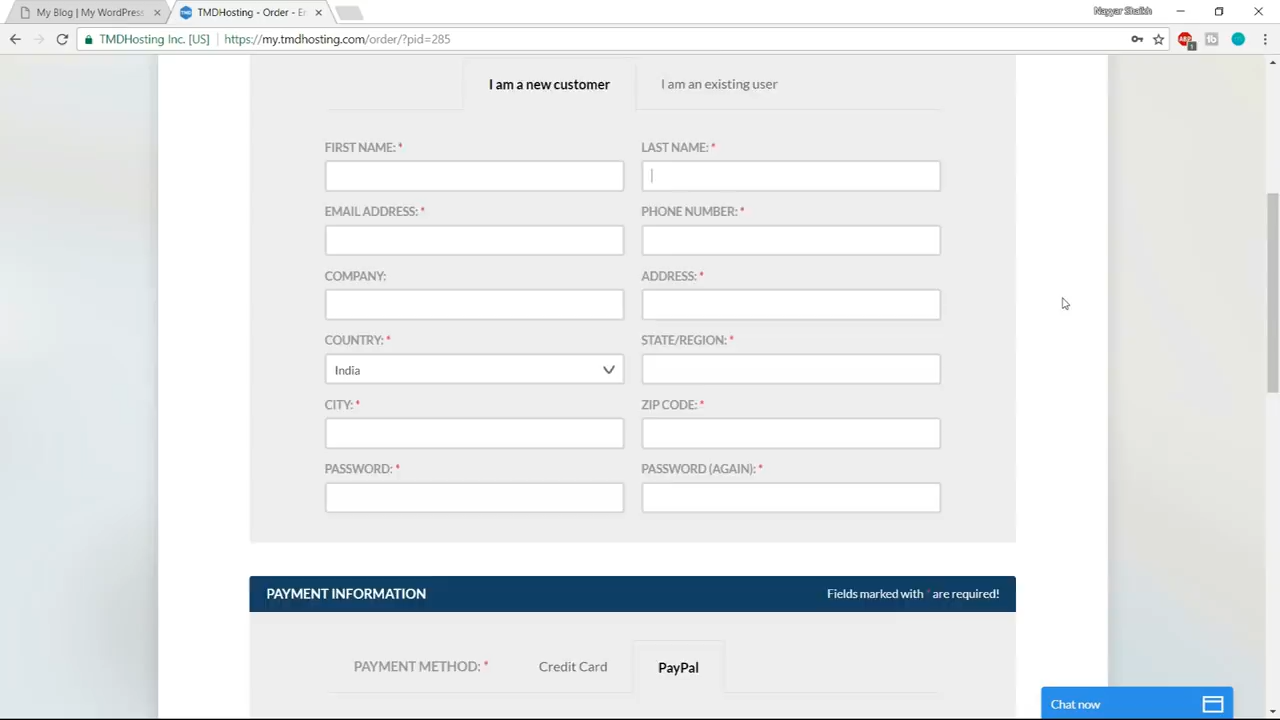 My Blog | My WordPress
TMDHosting - Order - E
Nayyar Shaikh
TMDHosting Inc. [US]
https://my.tmdhosting.com/order/?pid=285
I am a new customer
I am an existing user
FIRST NAME: *
LAST NAME: *
EMAIL ADDRESS: *
PHONE NUMBER: *
COMPANY:
ADDRESS: *
COUNTRY: *
STATE/REGION: *
India
CITY: *
ZIP CODE: *
PASSWORD: *
PASSWORD (AGAIN): *
PAYMENT INFORMATION
Fields marked with * are required!
PAYMENT METHOD: *
Credit Card
PayPal
Chat now